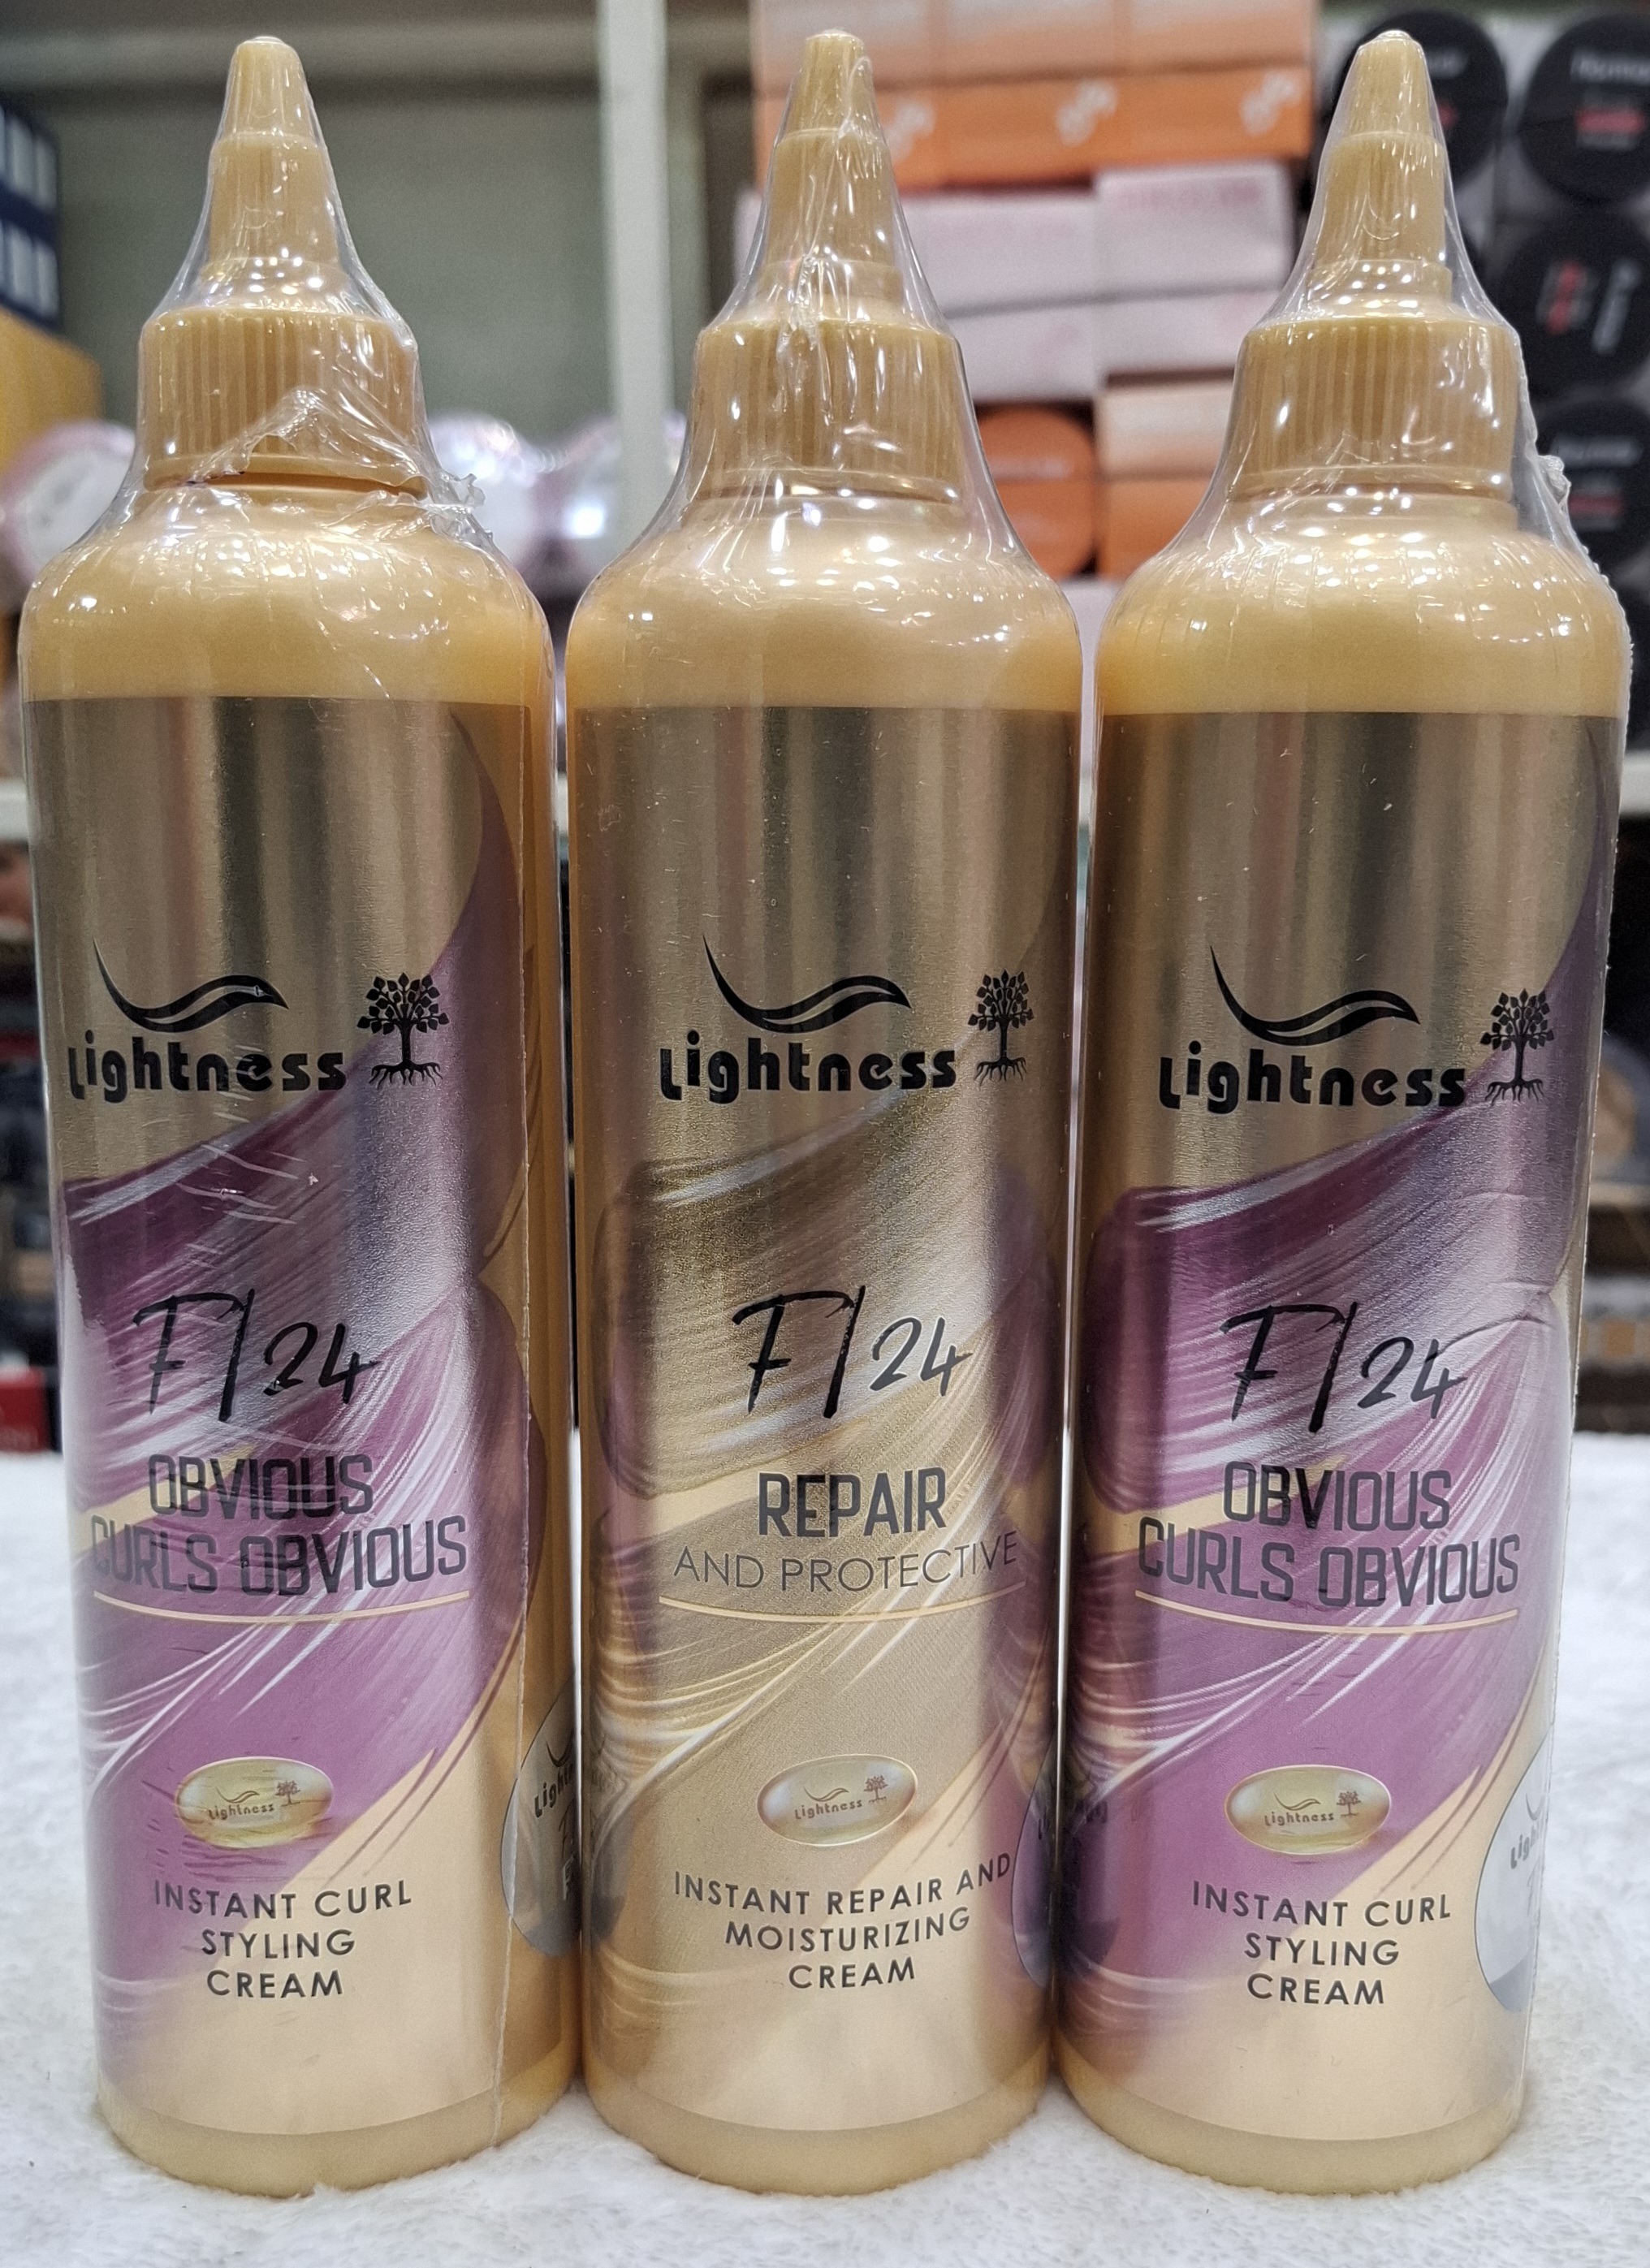 Lightness
F/24
OBVIOUS
CURLS OBVIOUS
Lightness
INSTANT CURL
STYLING
CREAM
Lightness
F/24
REPAIR
AND PROTECTIVE
Lightness
INSTANT REPAIR AND
MOISTURIZING
CREAM
Lightness
F/24
OBVIOUS
CURLS OBVIOUS
Lightness
INSTANT CURL
STYLING
CREAM